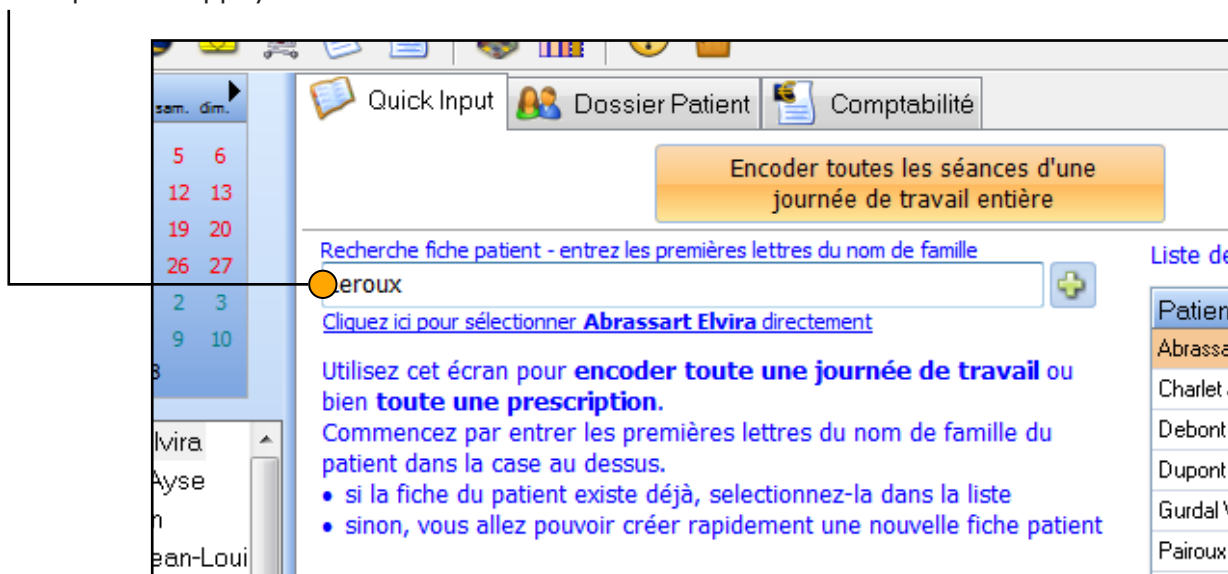 sam. dim.
5 6
12 13
19 20
26 27
2 3
9 10
Quick Input Dossier Patient Comptabilité
Encoder toutes les séances d'une
journée de travail entière
Recherche fiche patient - entrez les premières lettres du nom de famille
eroux
Cliquez ici pour sélectionner Abrassart Elvira directement
Utilisez cet écran pour encoder toute une journée de travail ou
bien toute une prescription.
Commencez par entrer les premières lettres du nom de famille du
patient dans la case au dessus.
• si la fiche du patient existe déjà, selectionnez-la dans la liste
• sinon, vous allez pouvoir créer rapidement une nouvelle fiche patient
lvira
Ayse
n
ean-Loui
Liste de
Patien
Abrassa
Charlet
Debont
Dupont
Gurdal
Pairoux